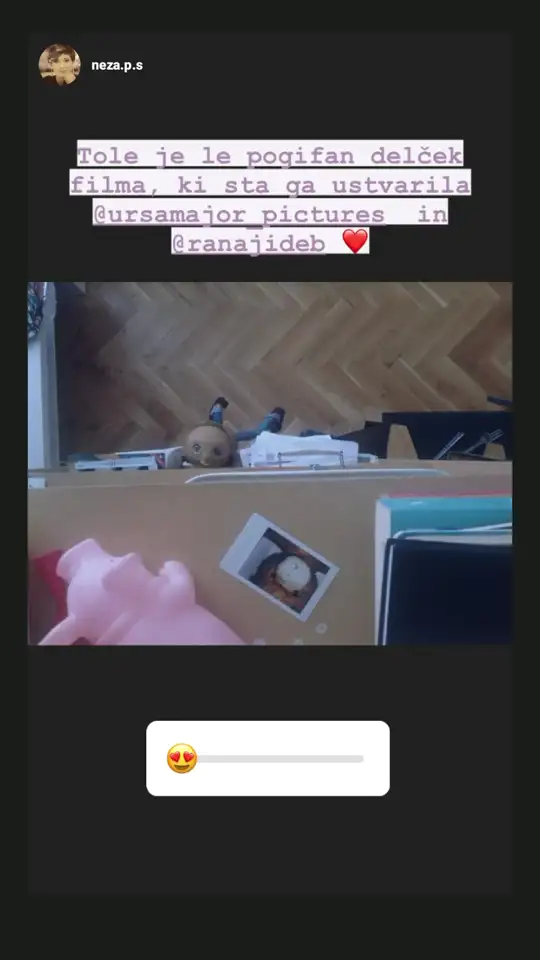 neza.p.s
Tole je le pogifan delček
filma, ki sta ga ustvarila
@ursamajor_pictures in
@ranajideb ❤️